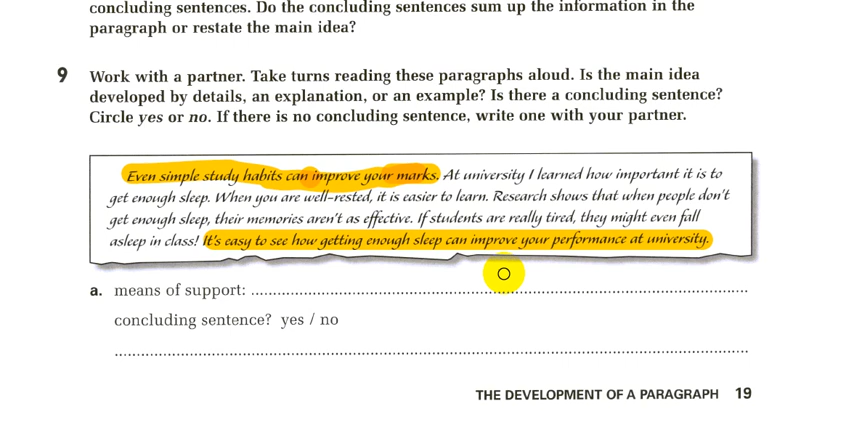 concluding sentences. Do the concluding sentences sum up the information in the
paragraph or restate the main idea?
9 Work with a partner. Take turns reading these paragraphs aloud. Is the main idea
developed by details, an explanation, or an example? Is there a concluding sentence?
Circle yes or no. If there is no concluding sentence, write one with your partner.
Even simple study habits can improve your marks. At university I learned how important it is to
get enough sleep. When you are well-rested, it is easier to learn. Research shows that when people don't
get enough sleep, their memories aren't as effective. If students are really tired, they might even fall
asleep in class! It's easy to see how getting enough sleep can improve your performance at university.
a. means of support:
concluding sentence? yes / no
THE DEVELOPMENT OF A PARAGRAPH 19